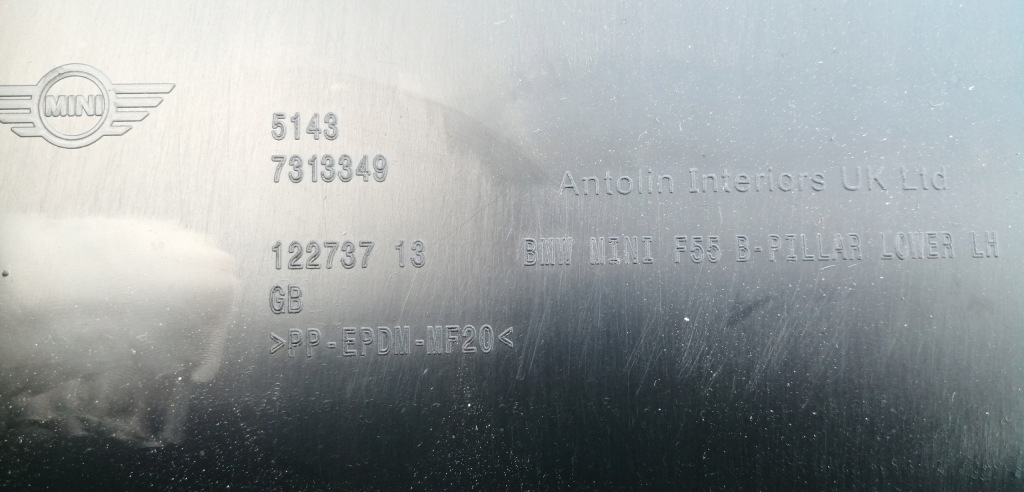 MINI
5143
7313349
Antolin Interiors UK Ltd
122737 13
BMW MINI F55 B-PILLAR LOWER LH
GB
>PP-EPDM-MF20<